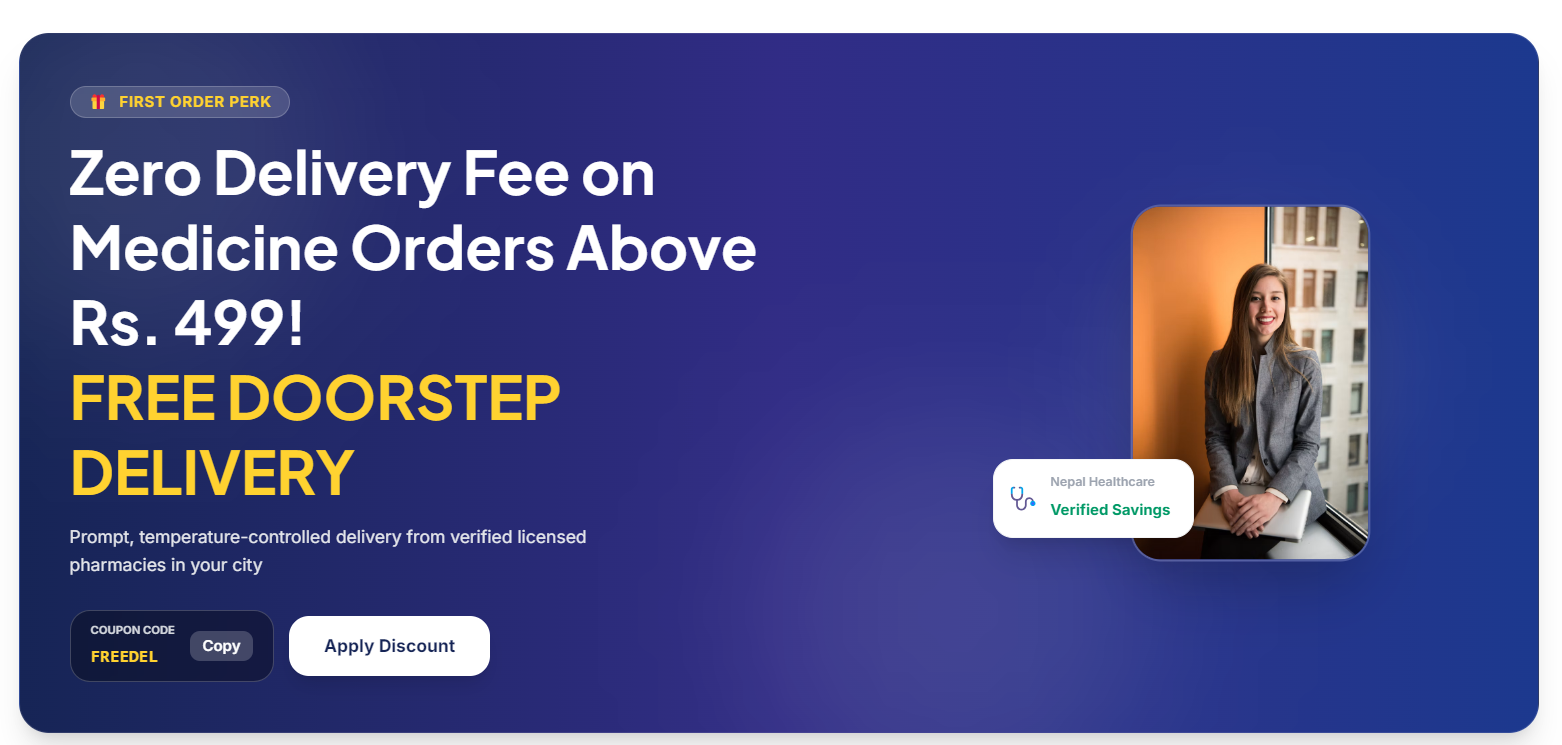 FIRST ORDER PERK
Zero Delivery Fee on
Medicine Orders Above
Rs. 499!
FREE DOORSTEP
DELIVERY
Prompt, temperature-controlled delivery from verified licensed
pharmacies in your city
COUPON CODE
FREEDEL
Copy
Apply Discount
Nepal Healthcare
Verified Savings